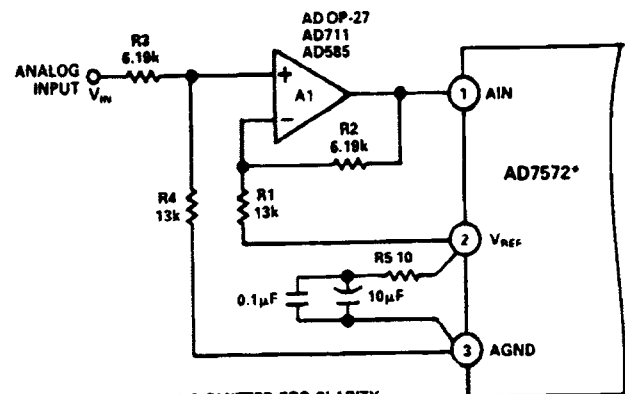 AD OP-27
AD711
AD585
R3
6.19k
ANALOG
INPUT
VIN
+
A1
−
R2
6.19k
1
AIN
AD7572*
R4
13k
R1
13k
2
VREF
R5 10
0.1µF
10µF
3
AGND